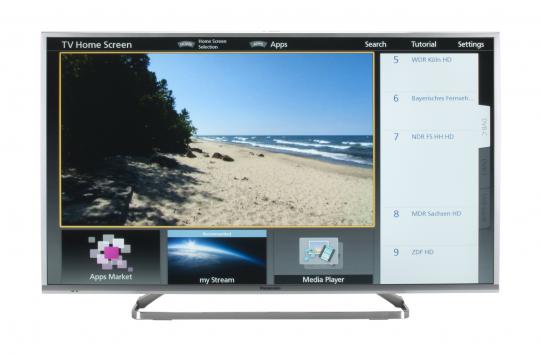 TV Home Screen
Home Screen
Selection
Apps
Search
Tutorial
Settings
5 WDR Köln HD
6 Bayerisches Fernseh...
7 NDR FS HH HD
8 MDR Sachsen HD
9 ZDF HD
DVB-C
Apps Market
Recommended
my Stream
Media Player
Panasonic